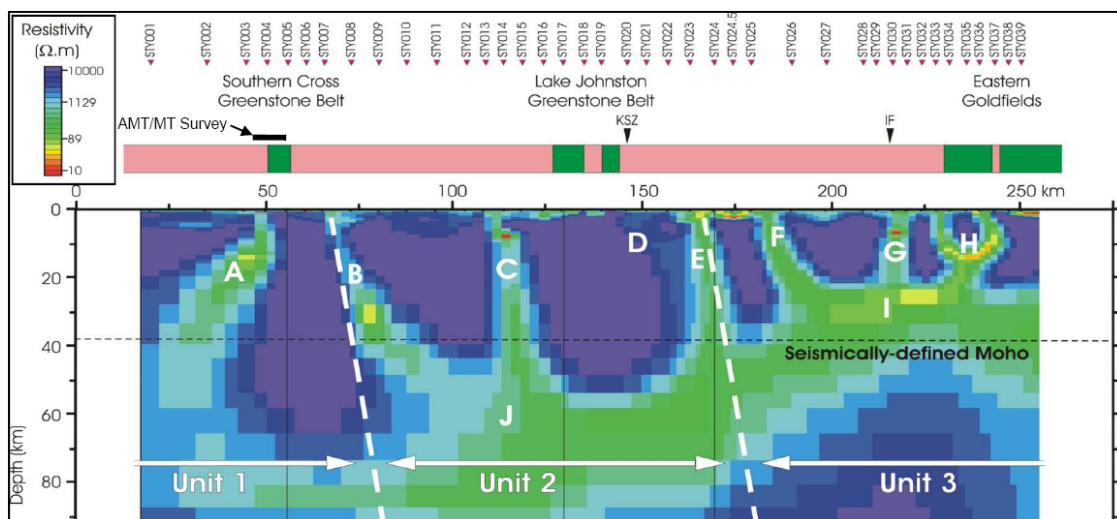 Resistivity
(Ω.m)
10000
1129
89
10
STY001
STY002
STY003
STY004
STY005
STY006
STY007
STY008
STY009
STY010
STY011
STY012
STY013
STY014
STY015
STY016
STY017
STY018
STY019
STY020
STY021
STY022
STY023
STY024
STY024.5
STY025
STY026
STY027
STY028
STY029
STY030
STY031
STY032
STY033
STY034
STY035
STY036
STY037
STY038
STY039
Southern Cross
Greenstone Belt
Lake Johnston
Greenstone Belt
Eastern
Goldfields
AMT/MT Survey
KSZ
IF
0
50
100
150
200
250 km
0
20
40
60
80
Depth (km)
A
B
C
D
E
F
G
H
I
J
Seismically-defined Moho
Unit 1
Unit 2
Unit 3